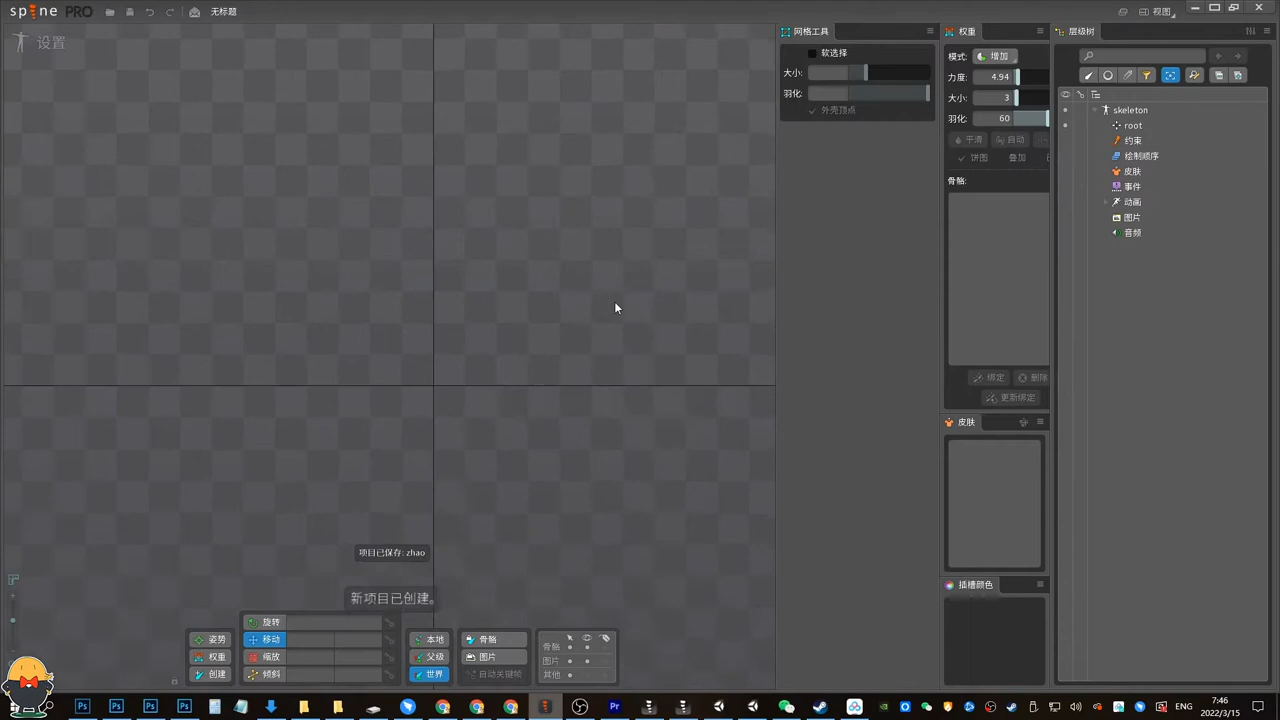 spine PRO 无标题 视图
设置
网格工具
软选择
大小:
羽化:
外壳顶点
权重
模式: 增加
力度: 4.94
大小: 3
羽化: 60
平滑 自动
饼图 叠加
骨骼:
绑定 删除
更新绑定
皮肤
插槽颜色
层级树
skeleton
root
约束
绘制顺序
皮肤
事件
动画
图片
音频
项目已保存: zhao
新项目已创建。
姿势
权重
创建
旋转
移动
缩放
倾斜
本地
父级
世界
骨骼
图片
自动关键帧
骨骼
图片
其他
Ps Ps Ps Ps Pr ENG 7:46
2022/3/15